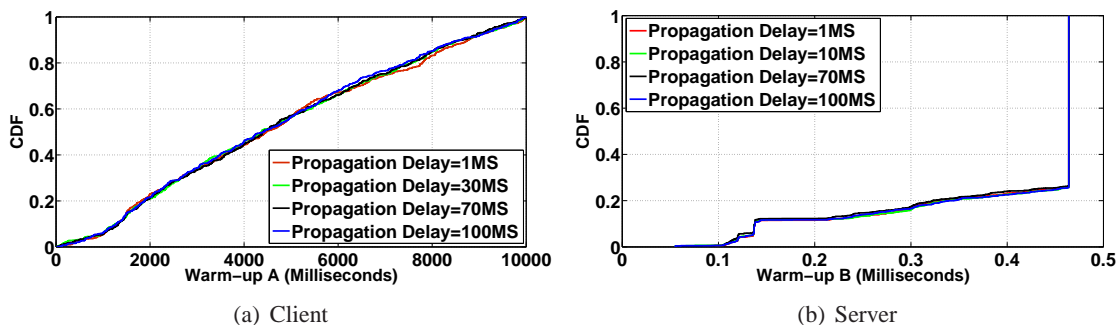 1
0.8
0.6
0.4
0.2
0
CDF
0 2000 4000 6000 8000 10000
Warm-up A (Milliseconds)
Propagation Delay=1MS
Propagation Delay=30MS
Propagation Delay=70MS
Propagation Delay=100MS
(a) Client
1
0.8
0.6
0.4
0.2
0
CDF
0 0.1 0.2 0.3 0.4 0.5
Warm-up B (Milliseconds)
Propagation Delay=1MS
Propagation Delay=10MS
Propagation Delay=70MS
Propagation Delay=100MS
(b) Server